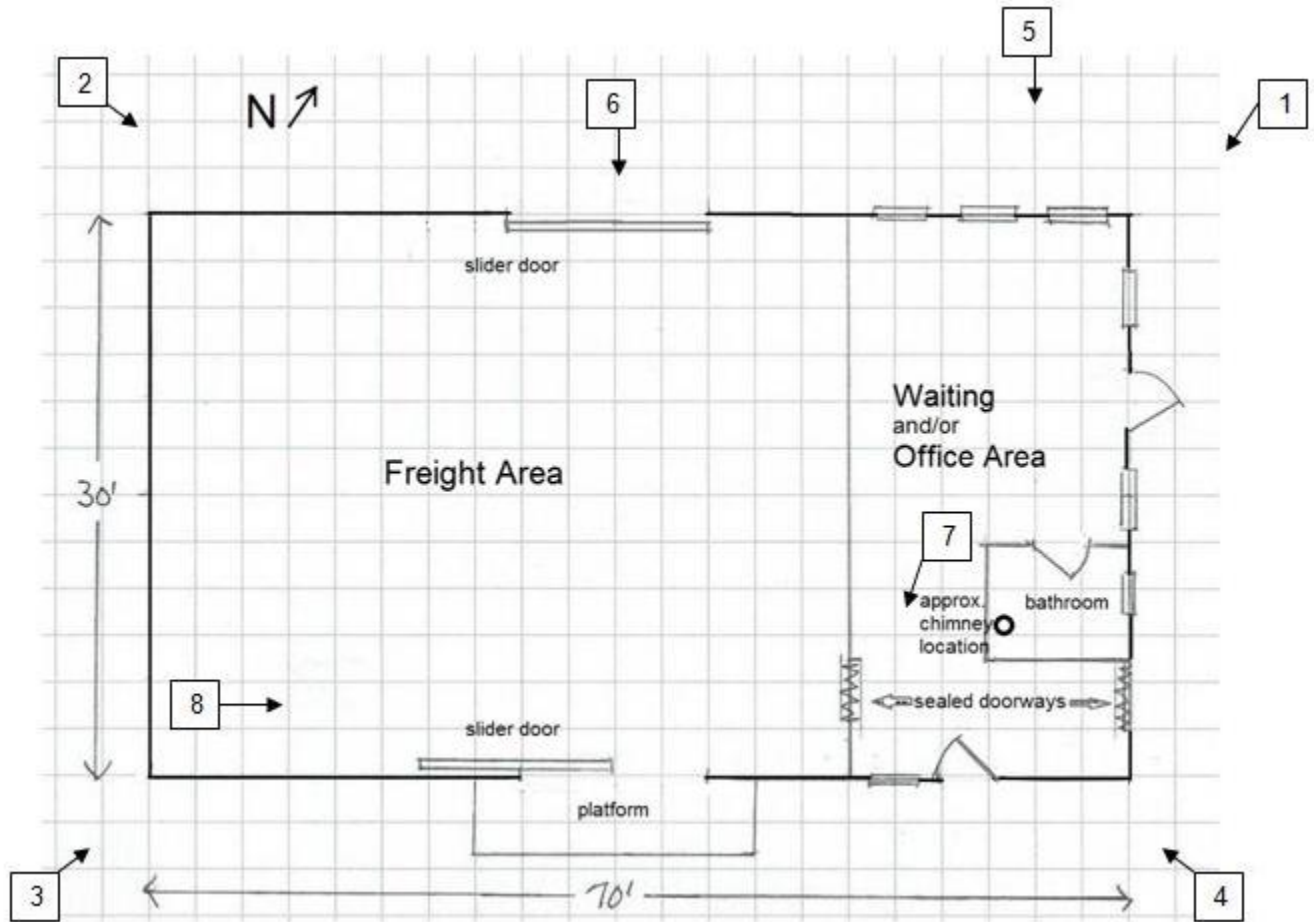 5
2
N
6
1
slider door
Waiting
and/or
Office Area
Freight Area
30'
7
approx.
chimney
location
bathroom
8
sealed doorways
slider door
platform
3
70'
4